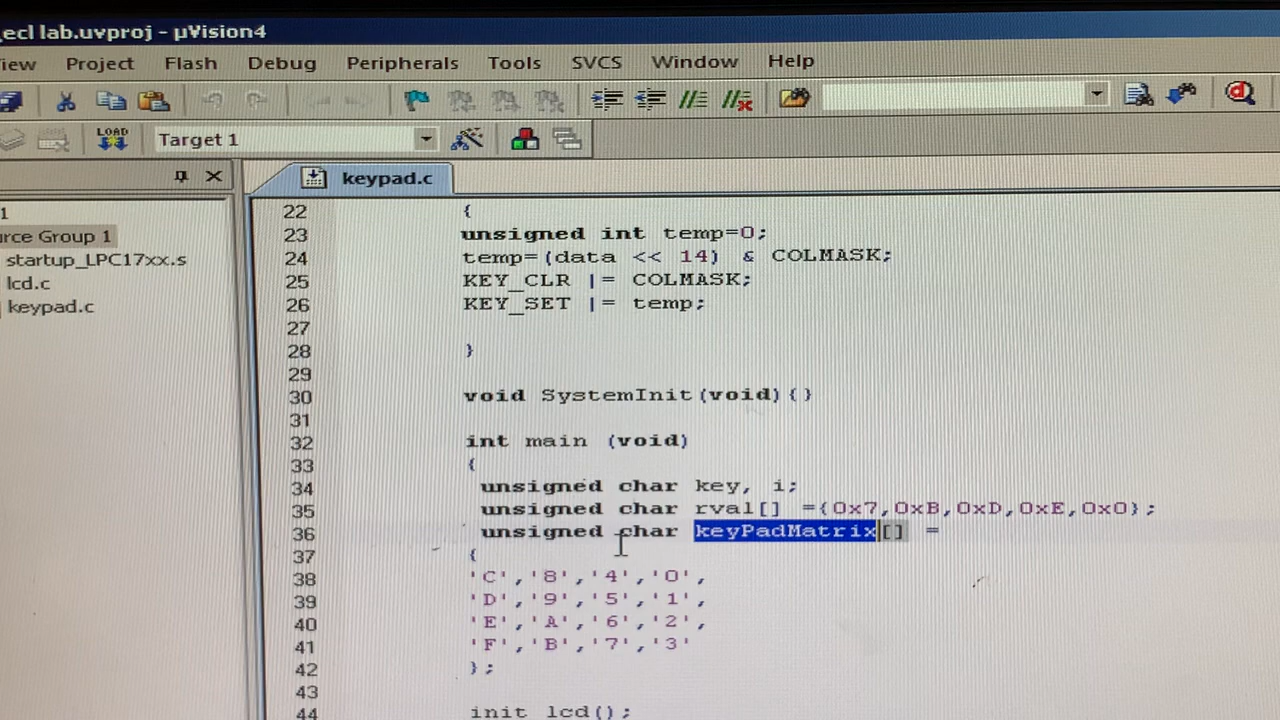 ecl lab.uvproj - µVision4
iew Project Flash Debug Peripherals Tools SVCS Window Help
LOAD Target 1
keypad.c
1
rce Group 1
startup_LPC17xx.s
lcd.c
keypad.c
22 {
23 unsigned int temp=0;
24 temp=(data << 14) & COLMASK;
25 KEY_CLR |= COLMASK;
26 KEY_SET |= temp;
27
28 }
29
30 void SystemInit(void){}
31
32 int main (void)
33 {
34 unsigned char key, i;
35 unsigned char rval[] ={0x7,0xB,0xD,0xE,0x0};
36 unsigned char keyPadMatrix[] =
37 {
38 'C','8','4','0',
39 'D','9','5','1',
40 'E','A','6','2',
41 'F','B','7','3'
42 };
43
44 init lcd();